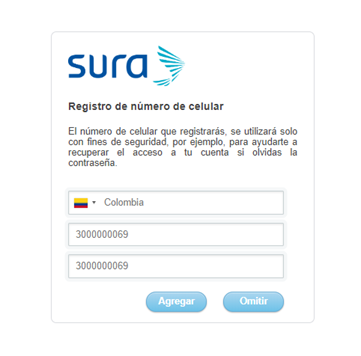 sura
Registro de número de celular
El número de celular que registrarás, se utilizará solo
con fines de seguridad, por ejemplo, para ayudarte a
recuperar el acceso a tu cuenta si olvidas la
contraseña.
Colombia
3000000069
3000000069
Agregar Omitir